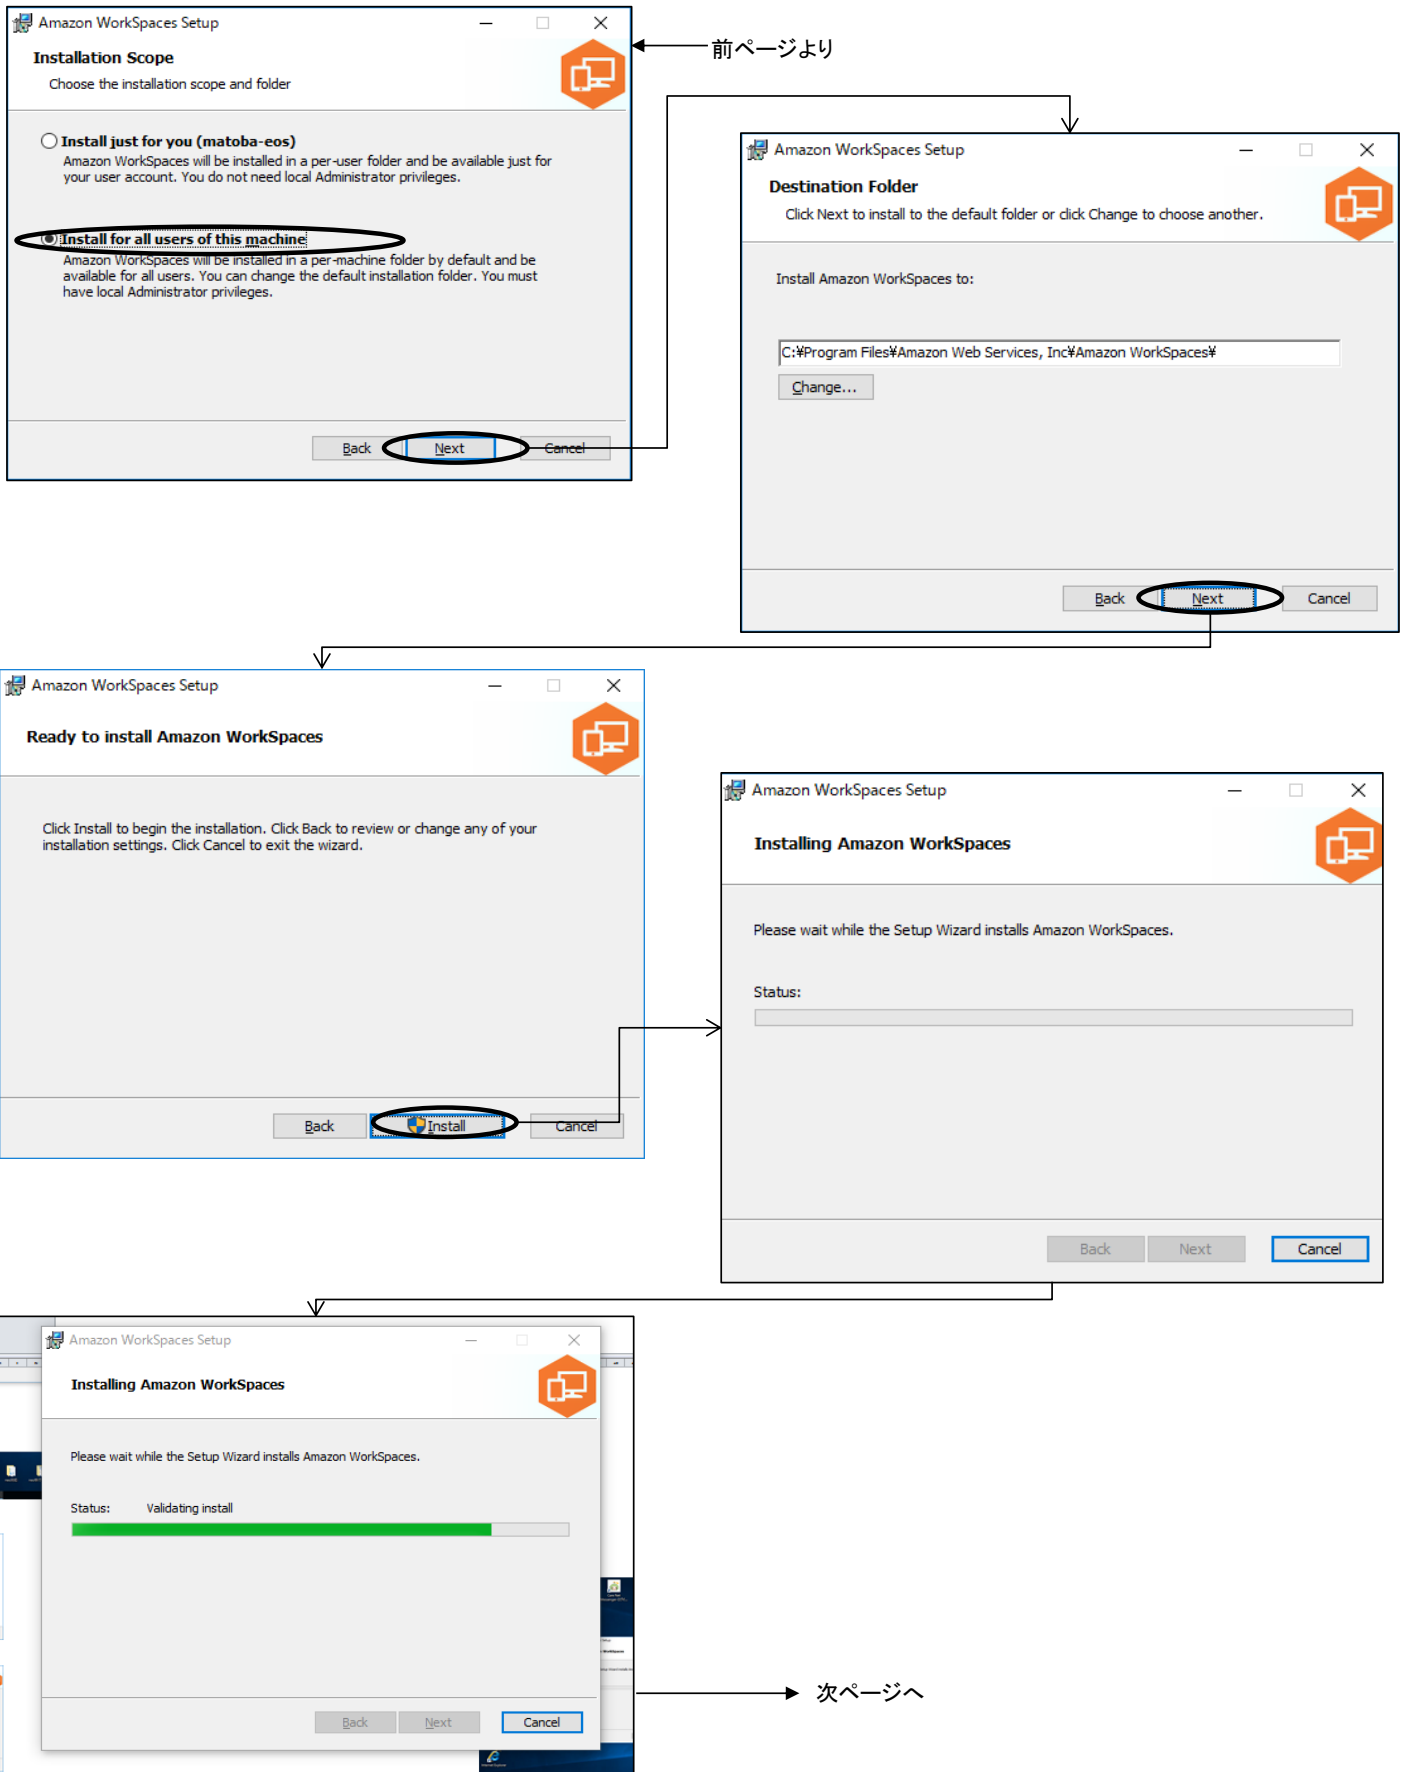 Amazon WorkSpaces Setup
Installation Scope
Choose the installation scope and folder
Install just for you (matoba-eos)
Amazon WorkSpaces will be installed in a per-user folder and be available just for
your user account. You do not need local Administrator privileges.
Install for all users of this machine
Amazon WorkSpaces will be installed in a per-machine folder by default and be
available for all users. You can change the default installation folder. You must
have local Administrator privileges.
Back Next Cancel
前ページより
Amazon WorkSpaces Setup
Destination Folder
Click Next to install to the default folder or click Change to choose another.
Install Amazon WorkSpaces to:
C:¥Program Files¥Amazon Web Services, Inc¥Amazon WorkSpaces¥
Change...
Back Next Cancel
Amazon WorkSpaces Setup
Ready to install Amazon WorkSpaces
Click Install to begin the installation. Click Back to review or change any of your
installation settings. Click Cancel to exit the wizard.
Back Install Cancel
Amazon WorkSpaces Setup
Installing Amazon WorkSpaces
Please wait while the Setup Wizard installs Amazon WorkSpaces.
Status:
Back Next Cancel
Amazon WorkSpaces Setup
Installing Amazon WorkSpaces
Please wait while the Setup Wizard installs Amazon WorkSpaces.
Status: Validating install
Back Next Cancel
次ページへ